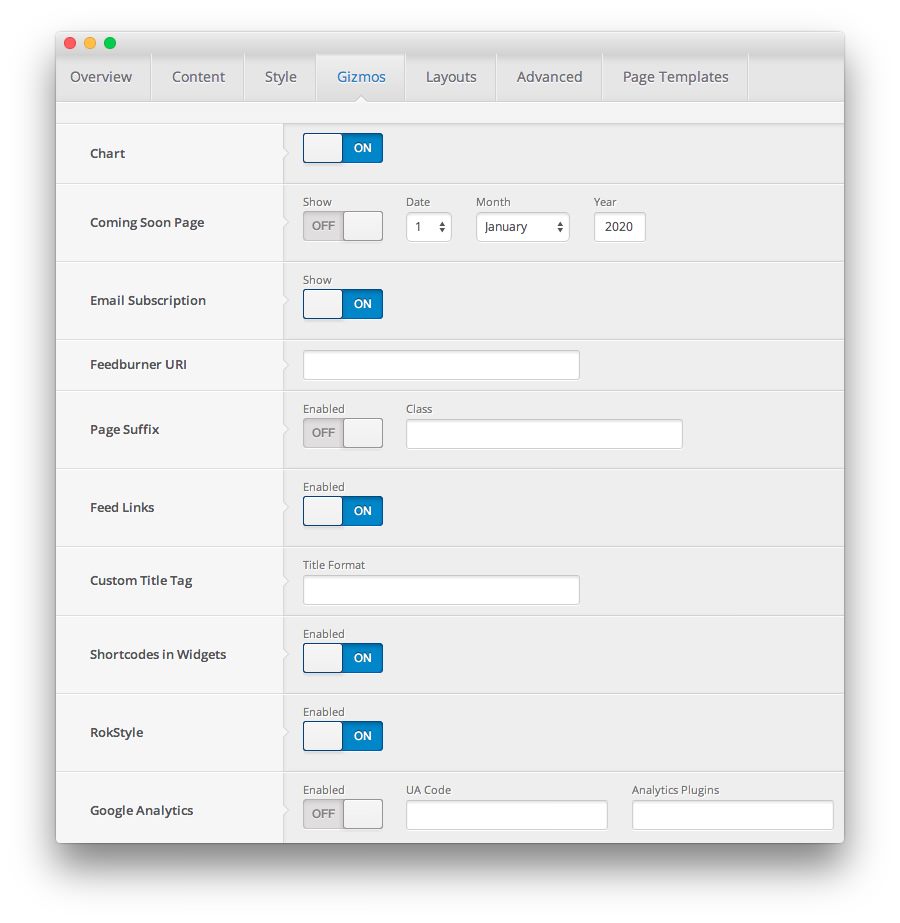 Overview Content Style Gizmos Layouts Advanced Page Templates
Chart ON
Show Date Month Year
Coming Soon Page OFF 1 January 2020
Show
Email Subscription ON
Feedburner URI
Enabled Class
Page Suffix OFF
Enabled
Feed Links ON
Title Format
Custom Title Tag
Enabled
Shortcodes in Widgets ON
Enabled
RokStyle ON
Enabled UA Code Analytics Plugins
Google Analytics OFF